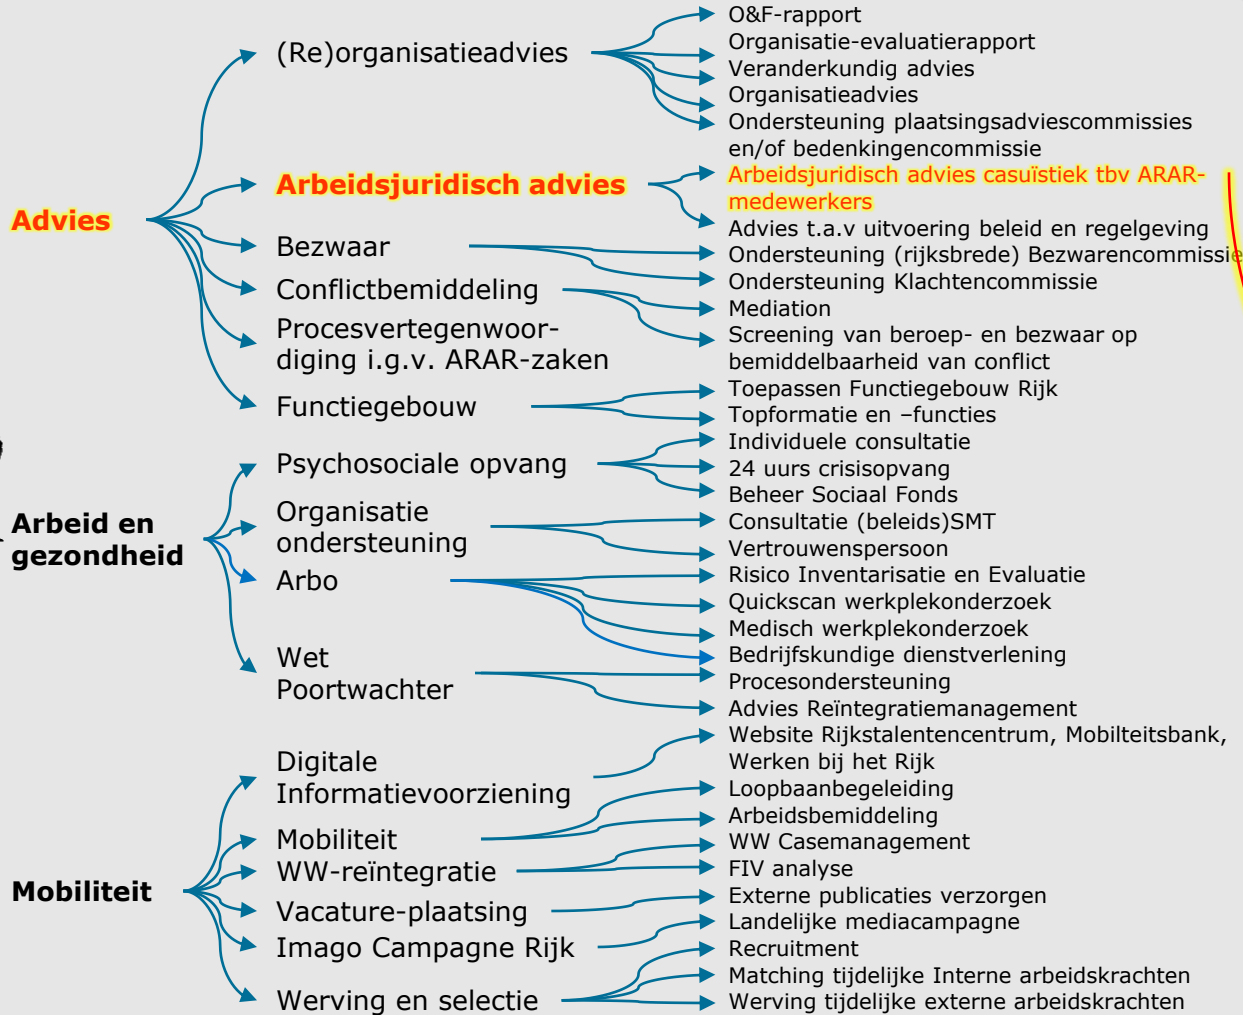 Advies
(Re)organisatieadvies
O&F-rapport
Organisatie-evaluatierapport
Veranderkundig advies
Organisatieadvies
Ondersteuning plaatsingsadviescommissies
en/of bedenkingencommissie
Arbeidsjuridisch advies
Arbeidsjuridisch advies casuïstiek tbv ARAR-
medewerkers
Advies t.a.v uitvoering beleid en regelgeving
Bezwaar
Ondersteuning (rijksbrede) Bezwarencommissie
Ondersteuning Klachtencommissie
Conflictbemiddeling
Mediation
Screening van beroep- en bezwaar op
bemiddelbaarheid van conflict
Procesvertegenwoor-
diging i.g.v. ARAR-zaken
Functiegebouw
Toepassen Functiegebouw Rijk
Topformatie en –functies
Arbeid en
gezondheid
Psychosociale opvang
Individuele consultatie
24 uurs crisisopvang
Beheer Sociaal Fonds
Organisatie
ondersteuning
Consultatie (beleids)SMT
Vertrouwenspersoon
Arbo
Risico Inventarisatie en Evaluatie
Quickscan werkplekonderzoek
Medisch werkplekonderzoek
Bedrijfskundige dienstverlening
Wet
Poortwachter
Procesondersteuning
Advies Reïntegratiemanagement
Mobiliteit
Digitale
Informatievoorziening
Website Rijkstalentencentrum, Mobilteitsbank,
Werken bij het Rijk
Mobiliteit
Loopbaanbegeleiding
Arbeidsbemiddeling
WW-reïntegratie
WW Casemanagement
FIV analyse
Vacature-plaatsing
Externe publicaties verzorgen
Imago Campagne Rijk
Landelijke mediacampagne
Werving en selectie
Recruitment
Matching tijdelijke Interne arbeidskrachten
Werving tijdelijke externe arbeidskrachten